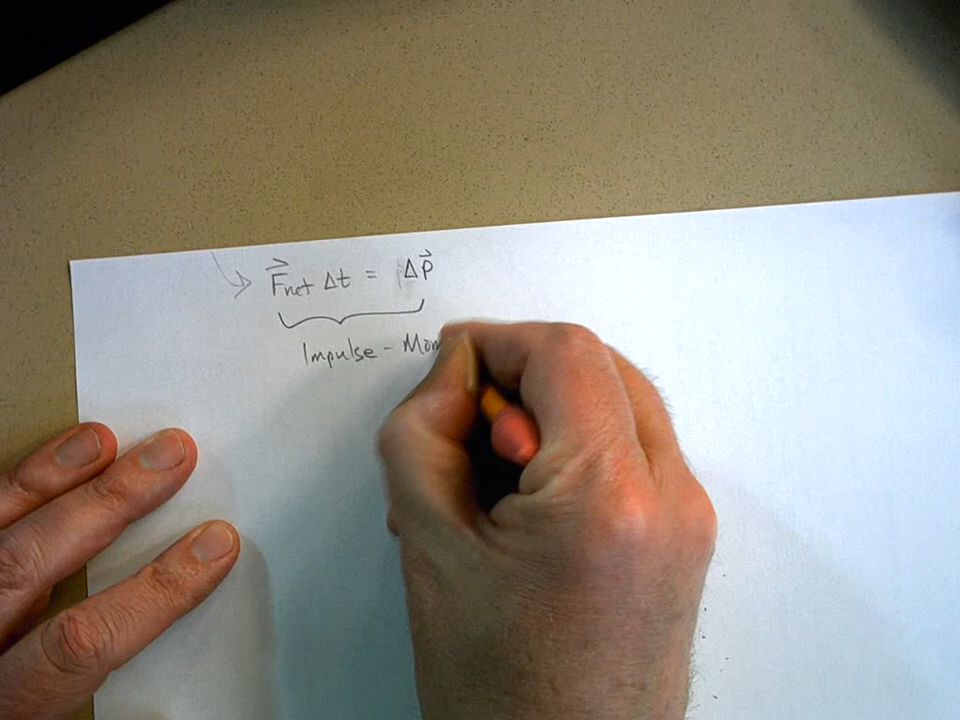 F⃗net Δt = ΔP⃗
Impulse - Mom